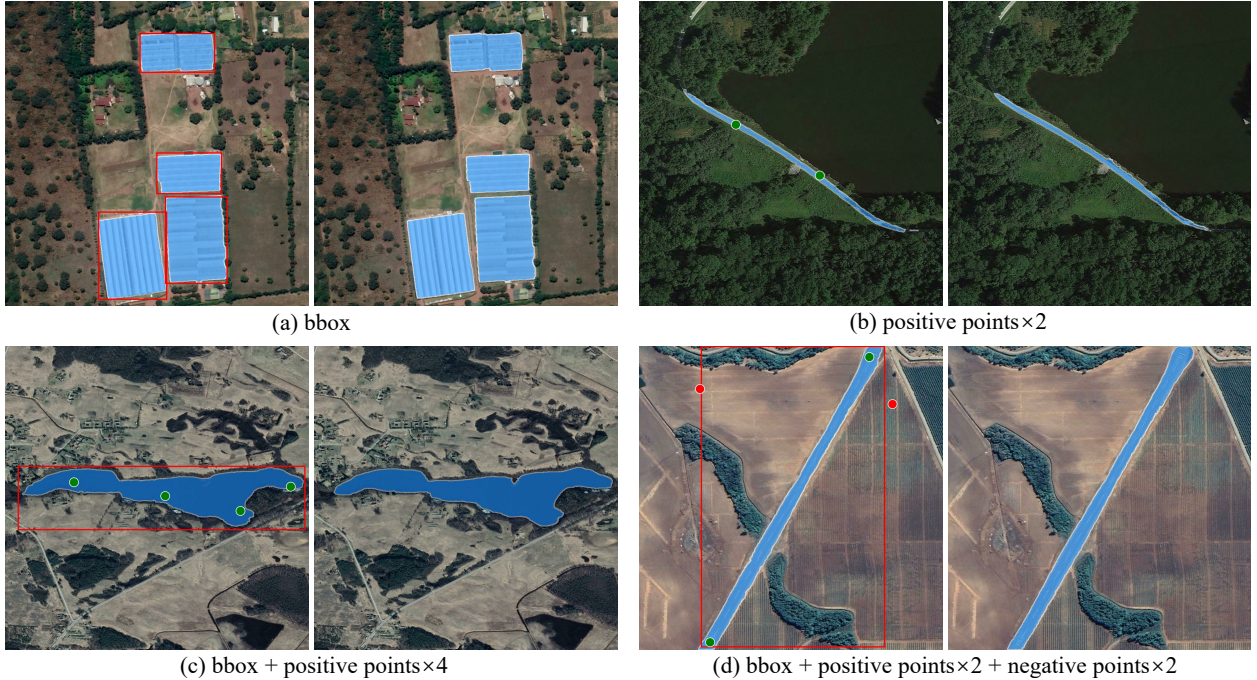 (a) bbox
(b) positive points×2
(c) bbox + positive points×4
(d) bbox + positive points×2 + negative points×2